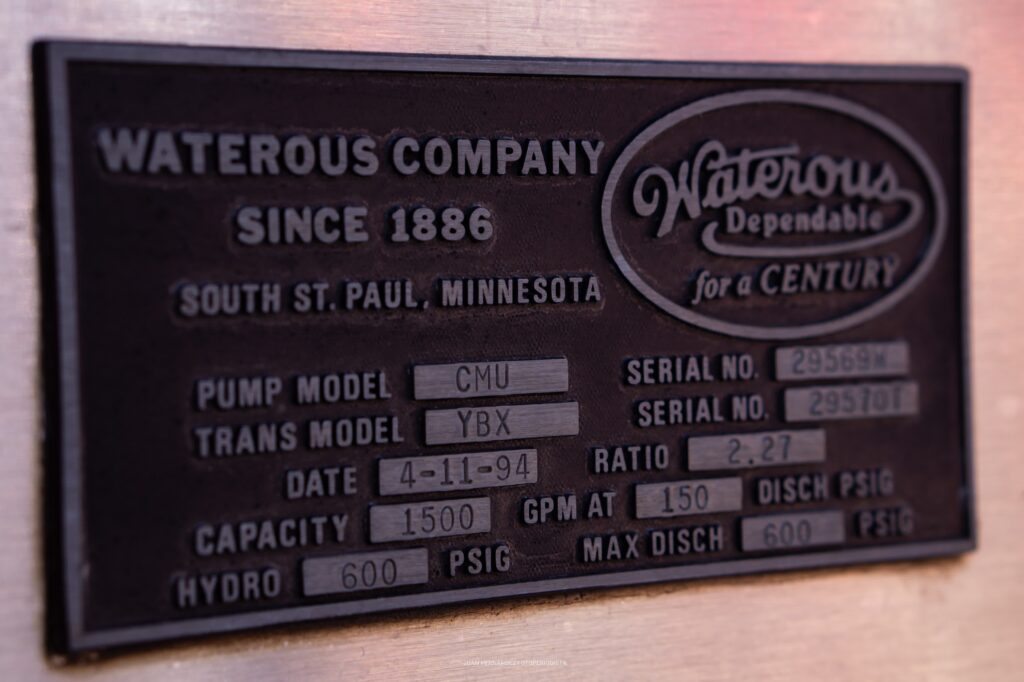 WATEROUS COMPANY
SINCE 1886
SOUTH ST. PAUL, MINNESOTA
Waterous
Dependable
for a CENTURY
PUMP MODEL CMU
SERIAL NO. 29569W
TRANS MODEL YBX
SERIAL NO. 29570T
DATE 4-11-94
RATIO 2.27
CAPACITY 1500 GPM AT 150 DISCH PSIG
HYDRO 600 PSIG
MAX DISCH 600 PSIG